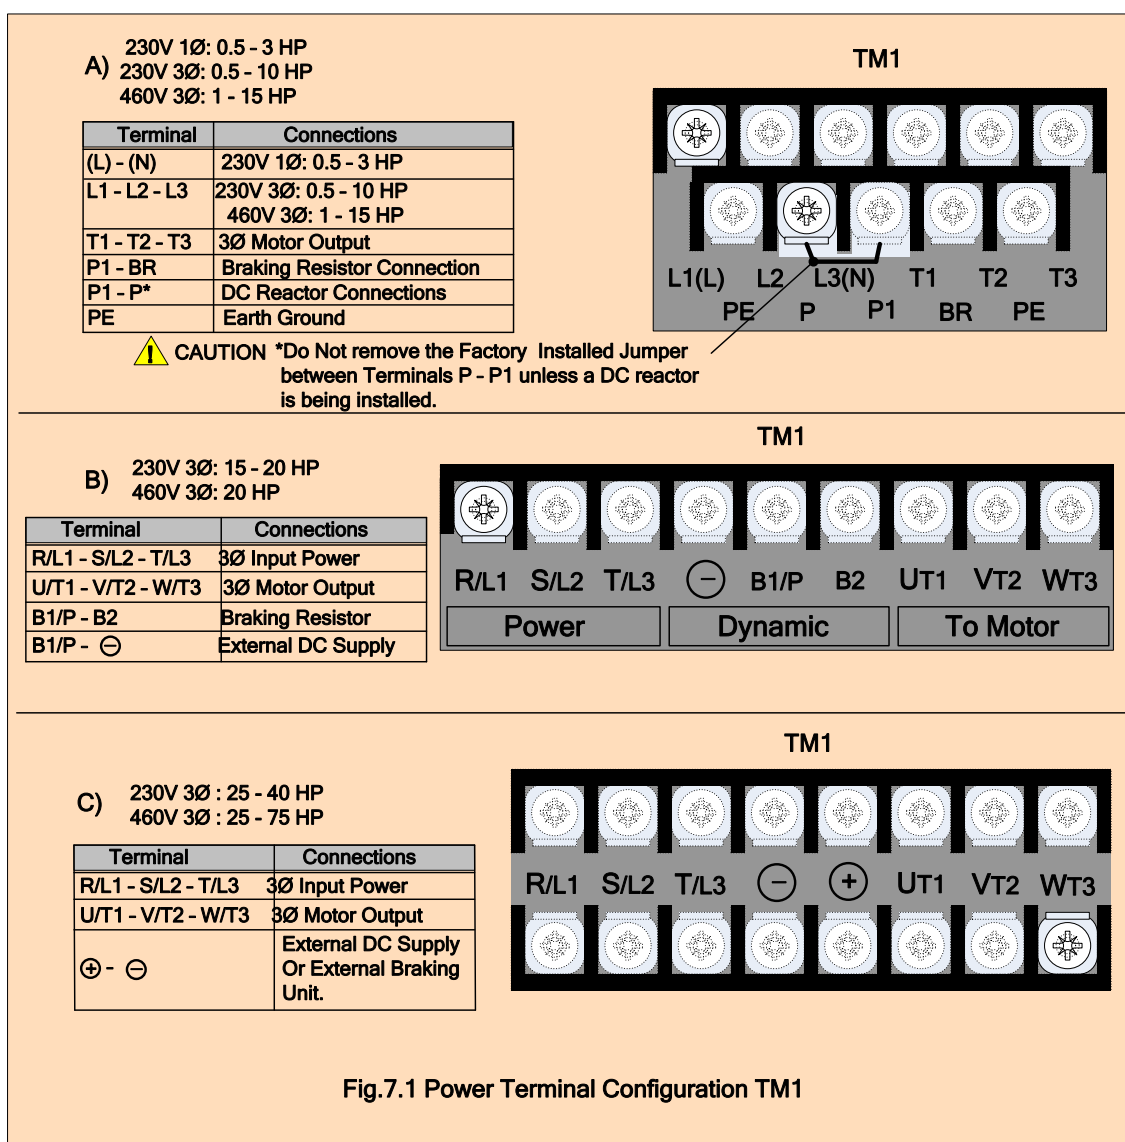 A) 230V 1Ø: 0.5 - 3 HP
230V 3Ø: 0.5 - 10 HP
460V 3Ø: 1 - 15 HP
Terminal Connections
(L) - (N) 230V 1Ø: 0.5 - 3 HP
L1 - L2 - L3 230V 3Ø: 0.5 - 10 HP
460V 3Ø: 1 - 15 HP
T1 - T2 - T3 3Ø Motor Output
P1 - BR Braking Resistor Connection
P1 - P* DC Reactor Connections
PE Earth Ground
TM1
L1(L) L2 L3(N) T1 T2 T3
PE P P1 BR PE
! CAUTION *Do Not remove the Factory Installed Jumper
between Terminals P - P1 unless a DC reactor
is being installed.
B) 230V 3Ø: 15 - 20 HP
460V 3Ø: 20 HP
Terminal Connections
R/L1 - S/L2 - T/L3 3Ø Input Power
U/T1 - V/T2 - W/T3 3Ø Motor Output
B1/P - B2 Braking Resistor
B1/P - ⊖ External DC Supply
TM1
R/L1 S/L2 T/L3 ⊖ B1/P B2 UT1 VT2 WT3
Power Dynamic To Motor
C) 230V 3Ø : 25 - 40 HP
460V 3Ø : 25 - 75 HP
Terminal Connections
R/L1 - S/L2 - T/L3 3Ø Input Power
U/T1 - V/T2 - W/T3 3Ø Motor Output
⊕ - ⊖ External DC Supply
Or External Braking
Unit.
TM1
R/L1 S/L2 T/L3 ⊖ ⊕ UT1 VT2 WT3
Fig.7.1 Power Terminal Configuration TM1